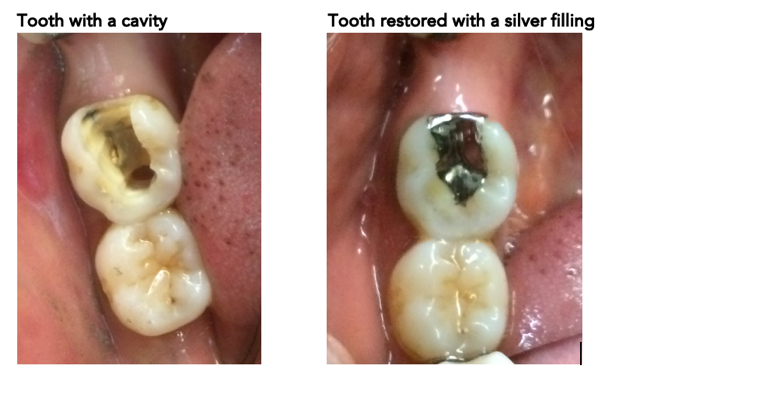 Tooth with a cavity
Tooth restored with a silver filling